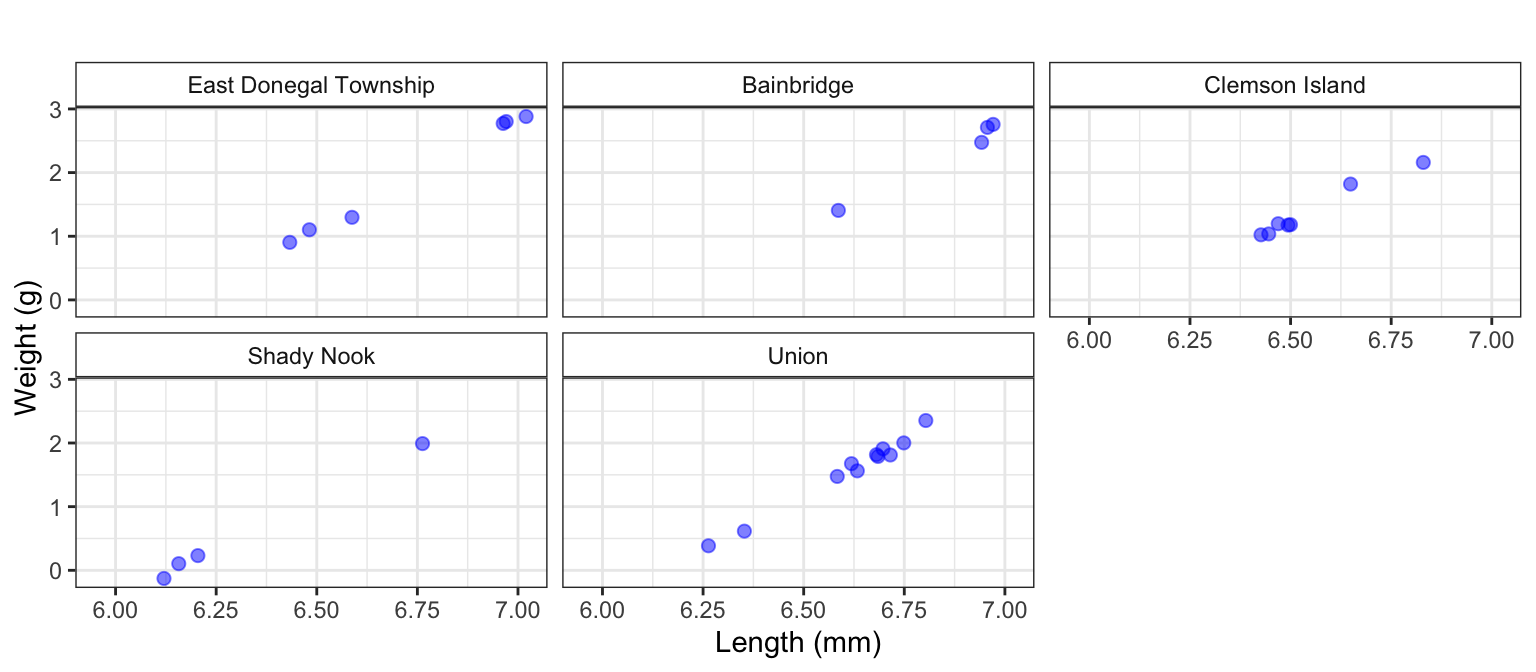 East Donegal Township
Bainbridge
Clemson Island
3
2
1
0
6.00 6.25 6.50 6.75 7.00
Shady Nook
Union
3
2
1
0
6.00 6.25 6.50 6.75 7.00
6.00 6.25 6.50 6.75 7.00
Weight (g)
Length (mm)